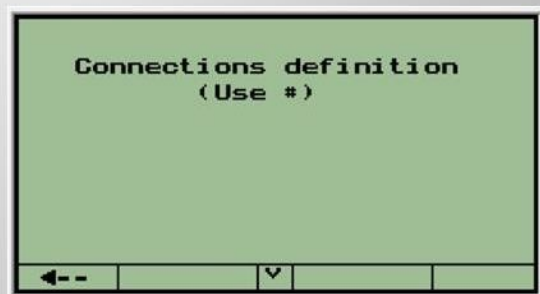 Connections definition
(Use #)
◄-- v